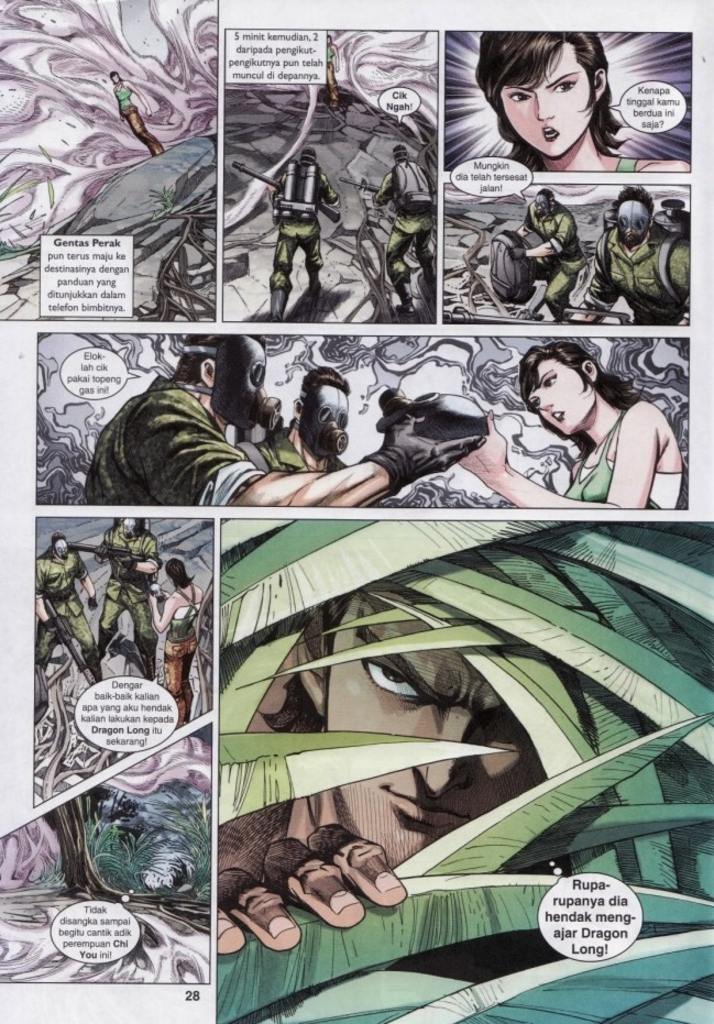 Gentas Perak
pun terus maju ke
destinasinya dengan
panduan yang
ditunjukkan dalam
telefon bimbitnya.
5 minit kemudian, 2
daripada pengikut-
pengikutnya pun telah
muncul di depannya.
Cik
Ngah!
Kenapa
tinggal kamu
berdua ini
saja?
Mungkin
dia telah tersesat
jalan!
Elok-
lah cik
pakai topeng
gas ini!
Dengar
baik-baik kalian
apa yang aku hendak
kalian lakukan kepada
Dragon Long itu
sekarang!
Tidak
disangka sampai
begitu cantik adik
perempuan Chi
You ini!
Rupa-
rupanya dia
hendak meng-
ajar Dragon
Long!
28